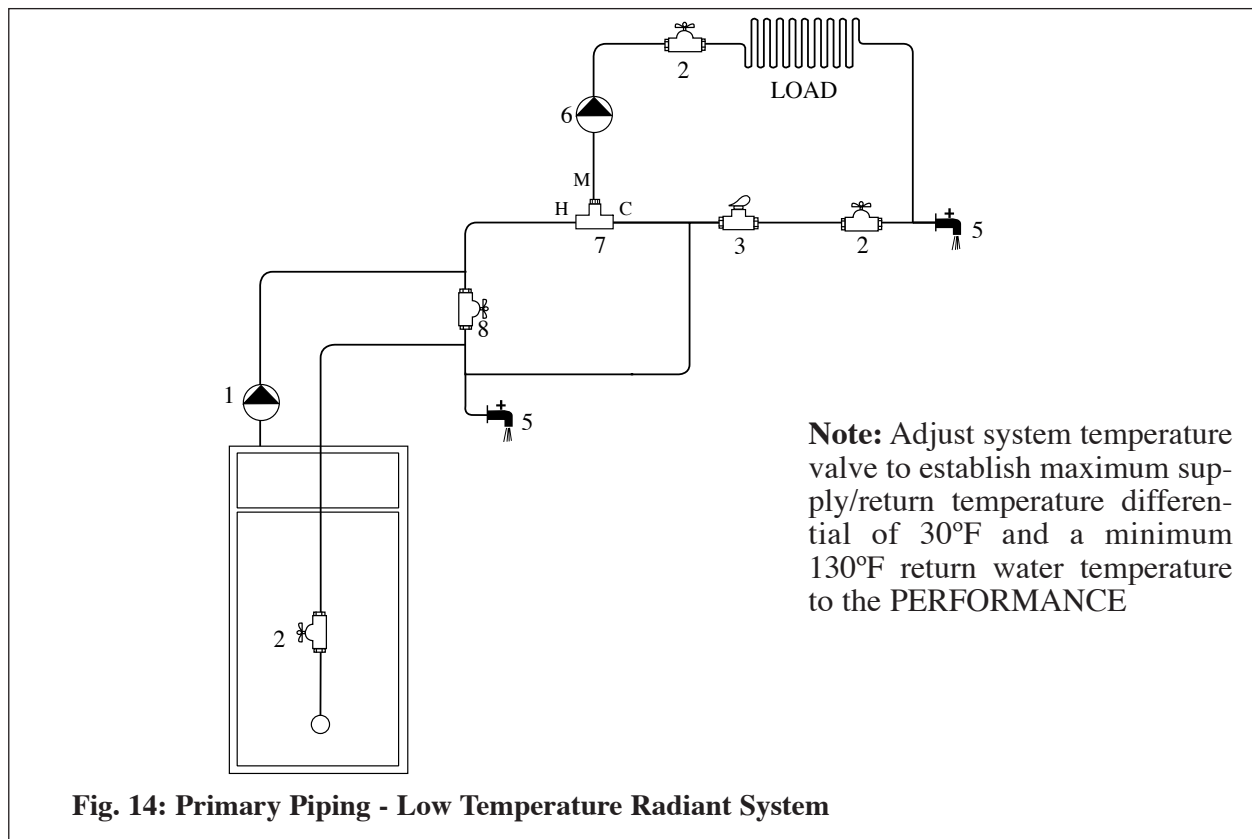 2
6
LOAD
M
H
C
7
3
2
5
8
1
5
2
Note: Adjust system temperature
valve to establish maximum sup-
ply/return temperature differen-
tial of 30ºF and a minimum
130ºF return water temperature
to the PERFORMANCE
Fig. 14: Primary Piping - Low Temperature Radiant System